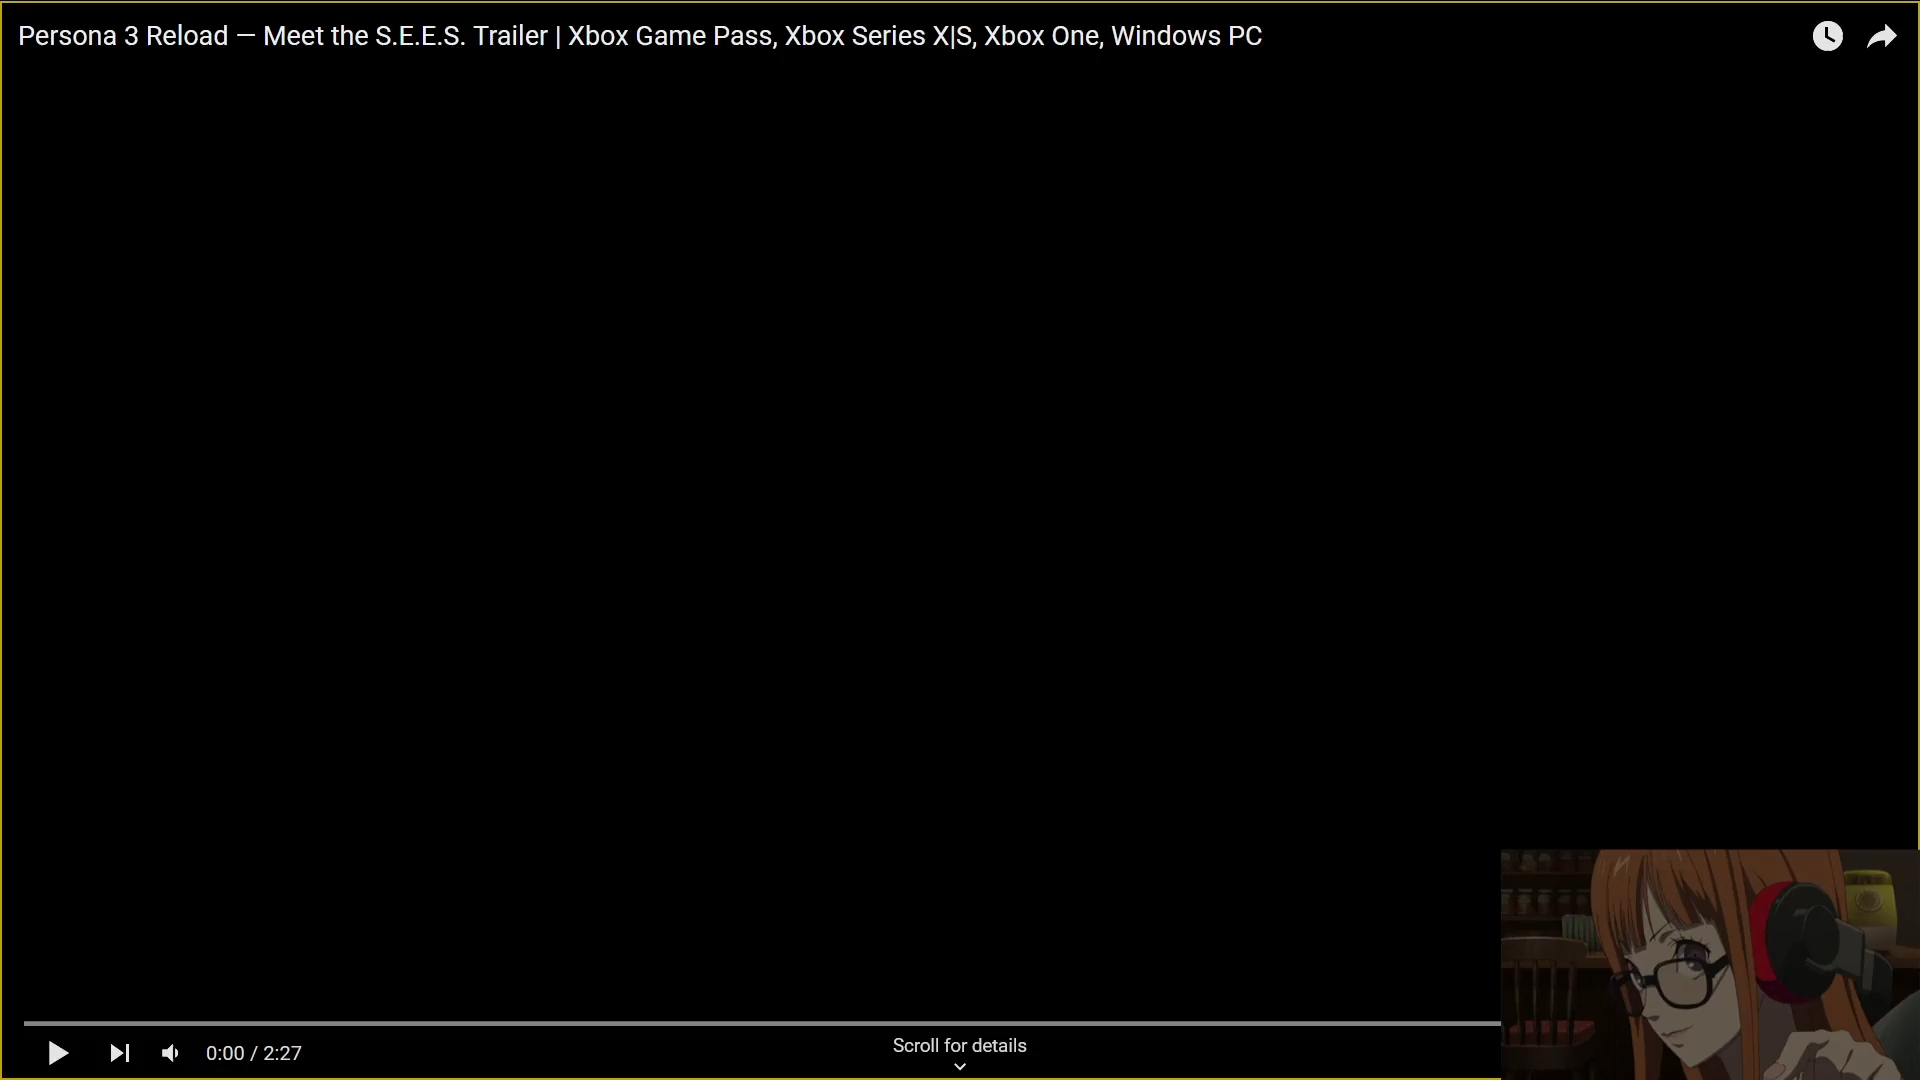 Persona 3 Reload — Meet the S.E.E.S. Trailer | Xbox Game Pass, Xbox Series X|S, Xbox One, Windows PC
0:00 / 2:27
Scroll for details